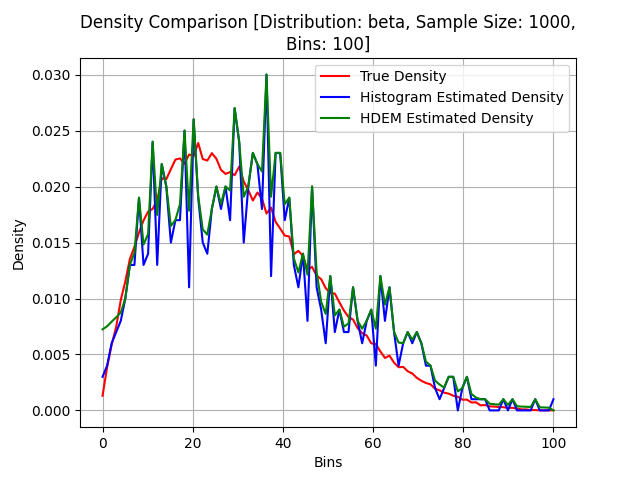 Density Comparison [Distribution: beta, Sample Size: 1000,
Bins: 100]
True Density
Histogram Estimated Density
HDEM Estimated Density
Density
0.030
0.025
0.020
0.015
0.010
0.005
0.000
0 20 40 60 80 100
Bins